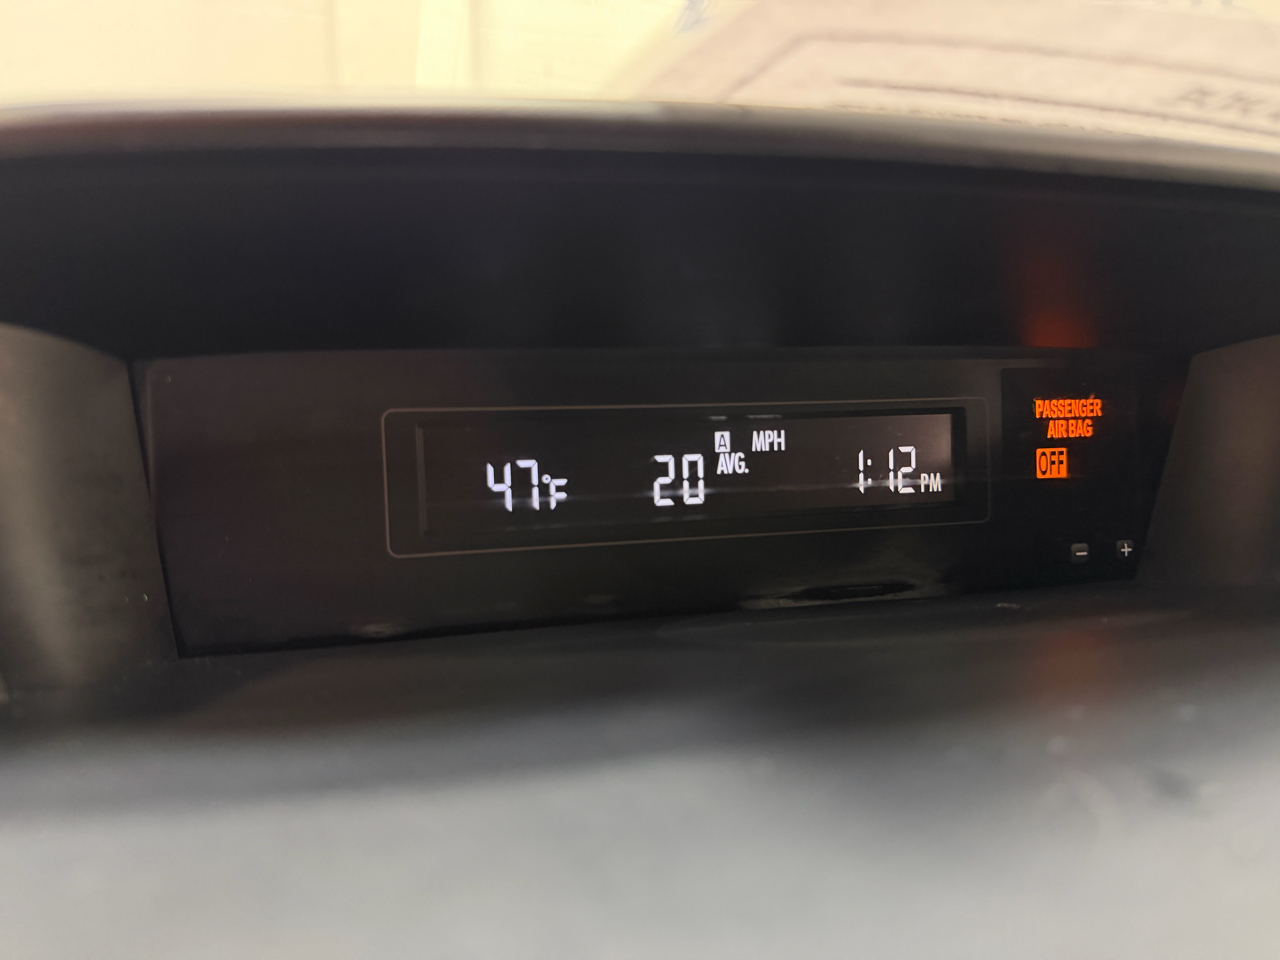 47°F 20 A MPH
AVG.
1:12 PM
PASSENGER
AIR BAG
OFF
- +